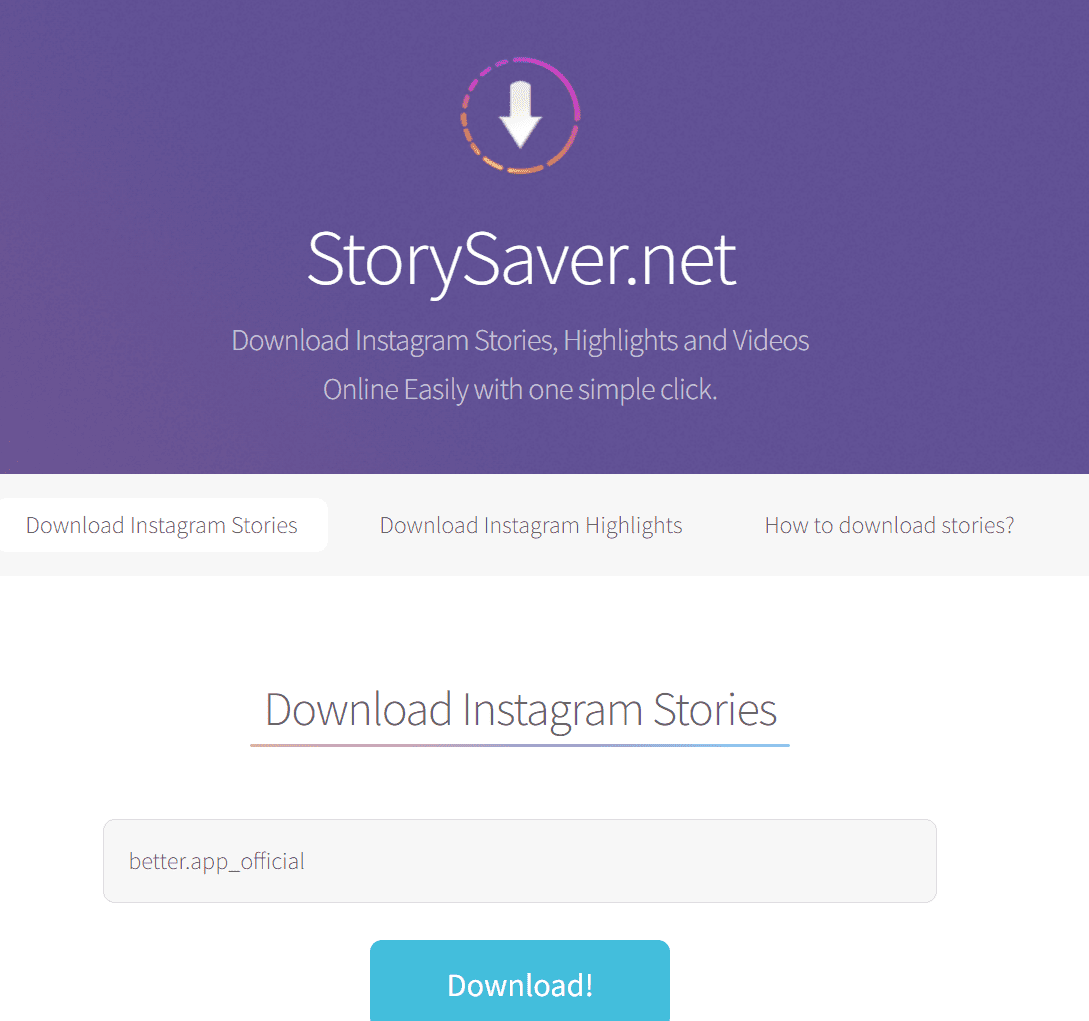 StorySaver.net
Download Instagram Stories, Highlights and Videos
Online Easily with one simple click.
Download Instagram Stories
Download Instagram Highlights
How to download stories?
Download Instagram Stories
better.app_official
Download!